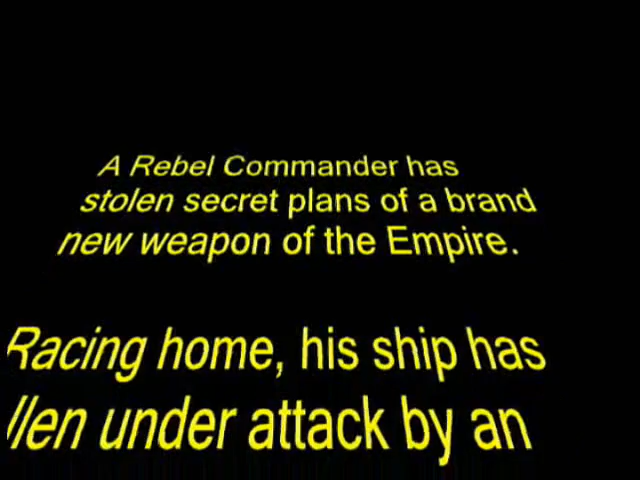 A Rebel Commander has
stolen secret plans of a brand
new weapon of the Empire.
Racing home, his ship has
llen under attack by an